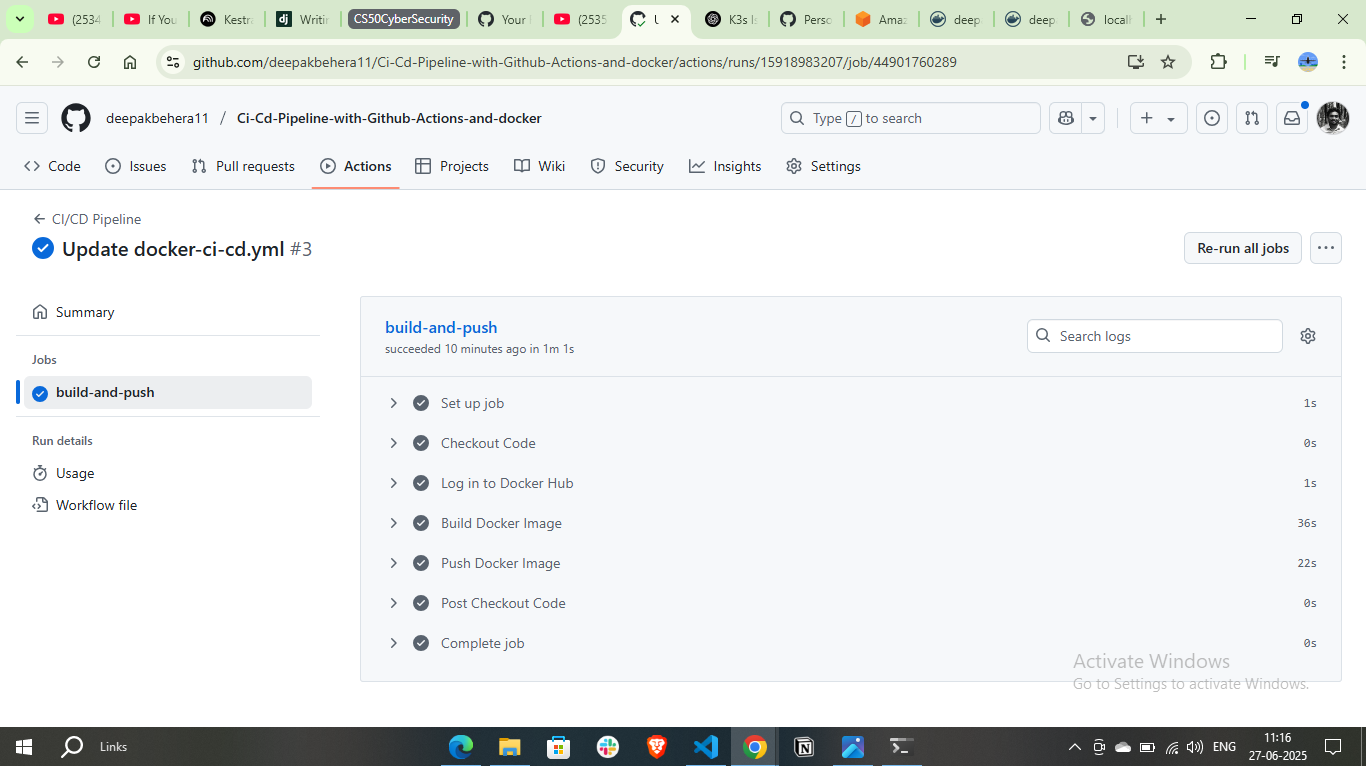 (2534
If You
Kestra
dj Writin
CS50CyberSecurity
Your
(2535
U
K3s Is
Perso
Amaz
deep
deep
local
github.com/deepakbehera11/Ci-Cd-Pipeline-with-Github-Actions-and-docker/actions/runs/15918983207/job/44901760289
deepakbehera11 / Ci-Cd-Pipeline-with-Github-Actions-and-docker
Type / to search
Code
Issues
Pull requests
Actions
Projects
Wiki
Security
Insights
Settings
CI/CD Pipeline
Update docker-ci-cd.yml #3
Re-run all jobs
Summary
Jobs
build-and-push
Run details
Usage
Workflow file
build-and-push
succeeded 10 minutes ago in 1m 1s
Search logs
Set up job 1s
Checkout Code 0s
Log in to Docker Hub 1s
Build Docker Image 36s
Push Docker Image 22s
Post Checkout Code 0s
Complete job 0s
Activate Windows
Go to Settings to activate Windows.
Links
ENG
11:16
27-06-2025